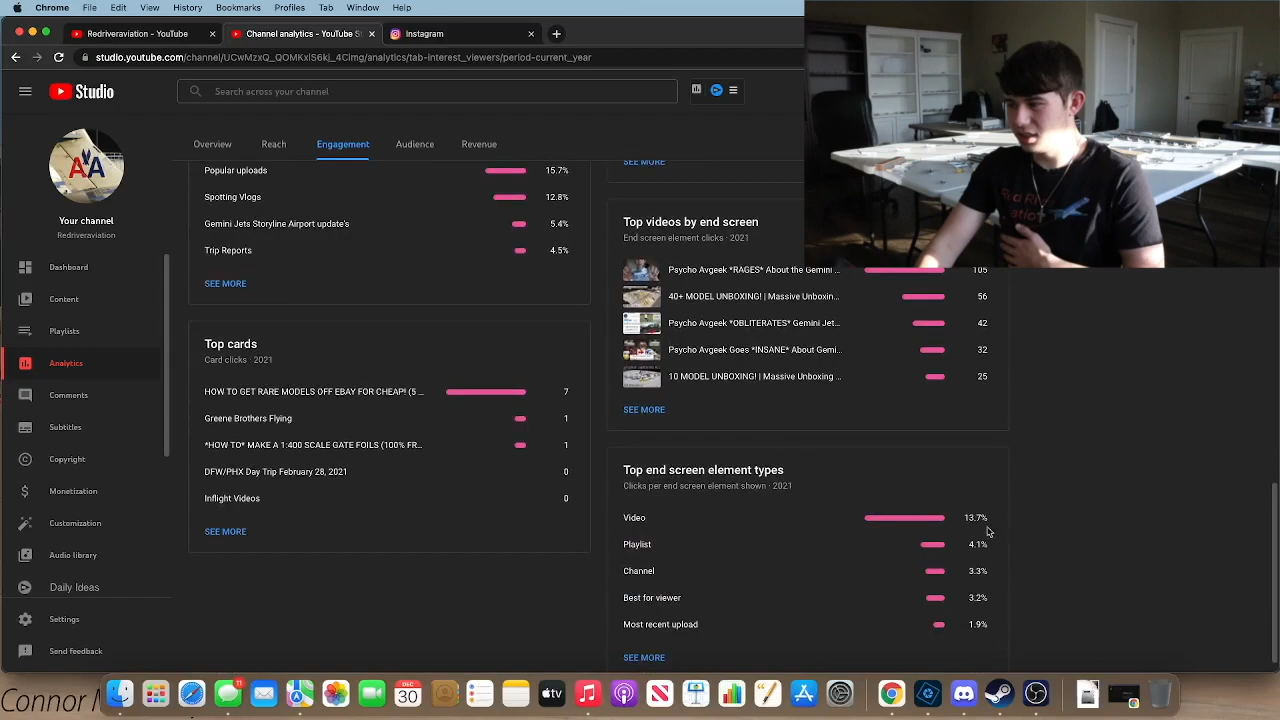 Chrome File Edit View History Bookmarks Profiles Tab Window Help
Redriveraviation - YouTube
Channel analytics - YouTube S
Instagram
studio.youtube.com/channel/UCwMzxQ_QOMKxiS6kj_4Cimg/analytics/tab-interest_viewers/period-current_year
Studio
Search across your channel
Overview Reach Engagement Audience Revenue
Your channel
Redriveraviation
Dashboard
Content
Playlists
Analytics
Comments
Subtitles
Copyright
Monetization
Customization
Audio library
Daily Ideas
Settings
Send feedback
Popular uploads 15.7%
Spotting Vlogs 12.8%
Gemini Jets Storyline Airport update's 5.4%
Trip Reports 4.5%
SEE MORE
Top cards
Card clicks · 2021
HOW TO GET RARE MODELS OFF EBAY FOR CHEAP! (5 ... 7
Greene Brothers Flying 1
*HOW TO* MAKE A 1:400 SCALE GATE FOILS (100% FR... 1
DFW/PHX Day Trip February 28, 2021 0
Inflight Videos 0
SEE MORE
SEE MORE
Top videos by end screen
End screen element clicks · 2021
Psycho Avgeek *RAGES* About the Gemini ... 105
40+ MODEL UNBOXING! | Massive Unboxin... 56
Psycho Avgeek *OBLITERATES* Gemini Jet... 42
Psycho Avgeek Goes *INSANE* About Gemi... 32
10 MODEL UNBOXING! | Massive Unboxing ... 25
SEE MORE
Top end screen element types
Clicks per end screen element shown · 2021
Video 13.7%
Playlist 4.1%
Channel 3.3%
Best for viewer 3.2%
Most recent upload 1.9%
SEE MORE
11
DEC
30
tv
Connor